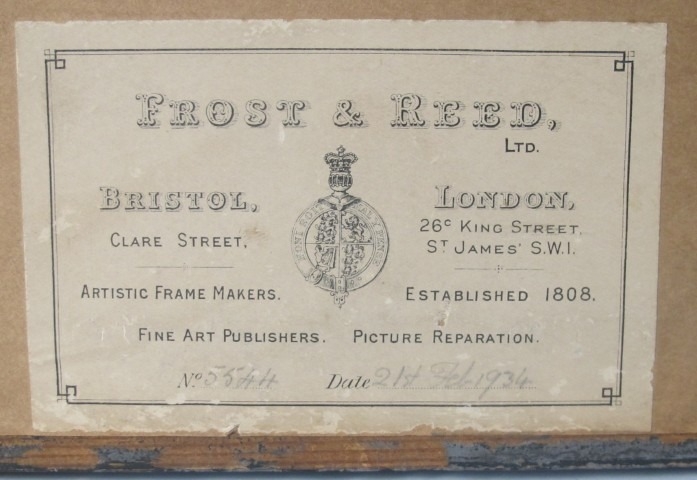 FROST & REED,
LTD.
BRISTOL,
CLARE STREET.
LONDON,
26c KING STREET,
ST JAMES' S.W.1.
ARTISTIC FRAME MAKERS.
ESTABLISHED 1808.
FINE ART PUBLISHERS. PICTURE REPARATION.
No 5544 Date 21st Feb 1934